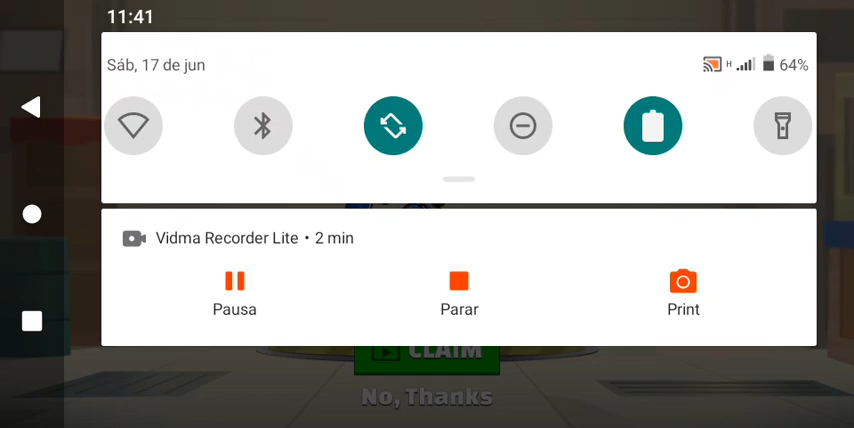 11:41
Sáb, 17 de jun
H 64%
Vidma Recorder Lite • 2 min
Pausa Parar Print
CLAIM
No, Thanks